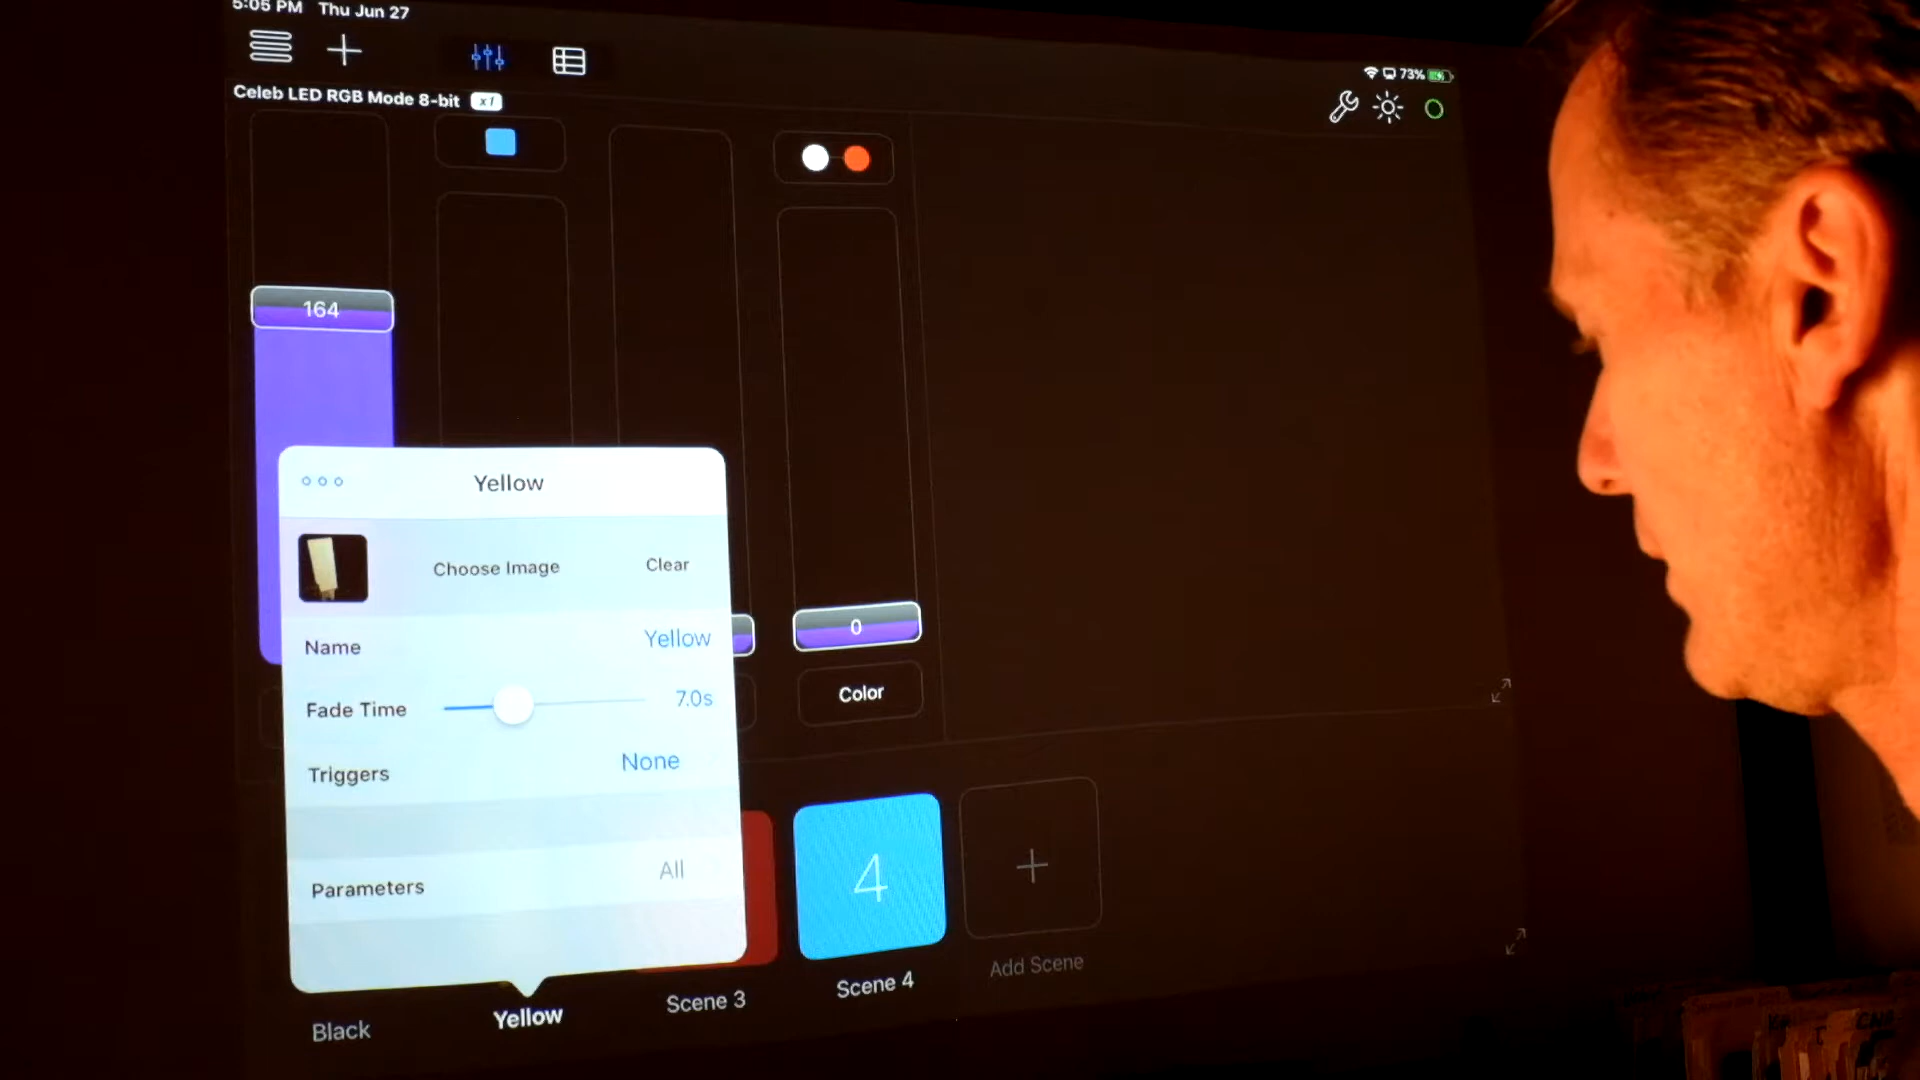 5:05 PM Thu Jun 27
73%
Celeb LED RGB Mode 8-bit x1
164
Yellow
Choose Image Clear
Name Yellow
0
Fade Time 7.0s
Color
Triggers None
Parameters All
4
Black
Yellow
Scene 3
Scene 4
Add Scene